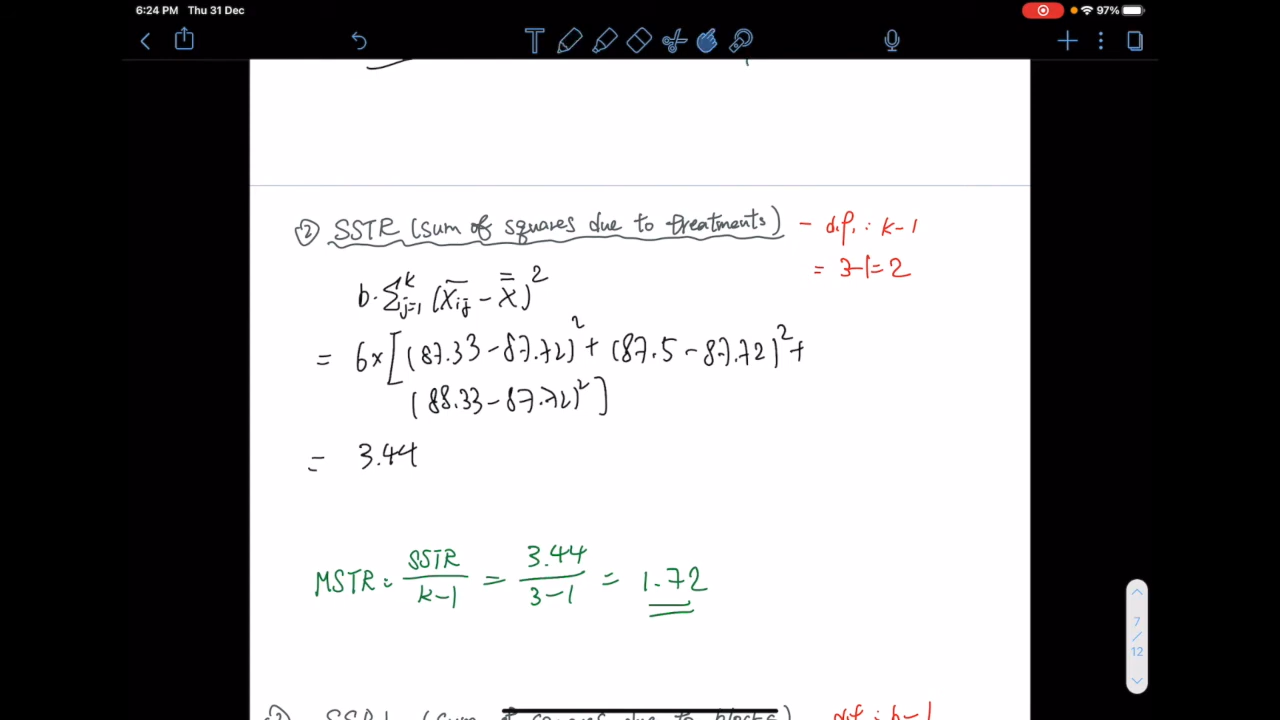 6:24 PM Thu 31 Dec
97%
② SSTR (sum of squares due to treatments) - d.f. : k-1
= 3-1=2
b·∑ᵏⱼ₌₁ (X̄ij - X̿)²
= 6×[(87.33-87.72)² + (87.5-87.72)² +
(88.33-87.72)²]
= 3.44
MSTR = SSTR/k-1 = 3.44/3-1 = 1.72
7
/
12